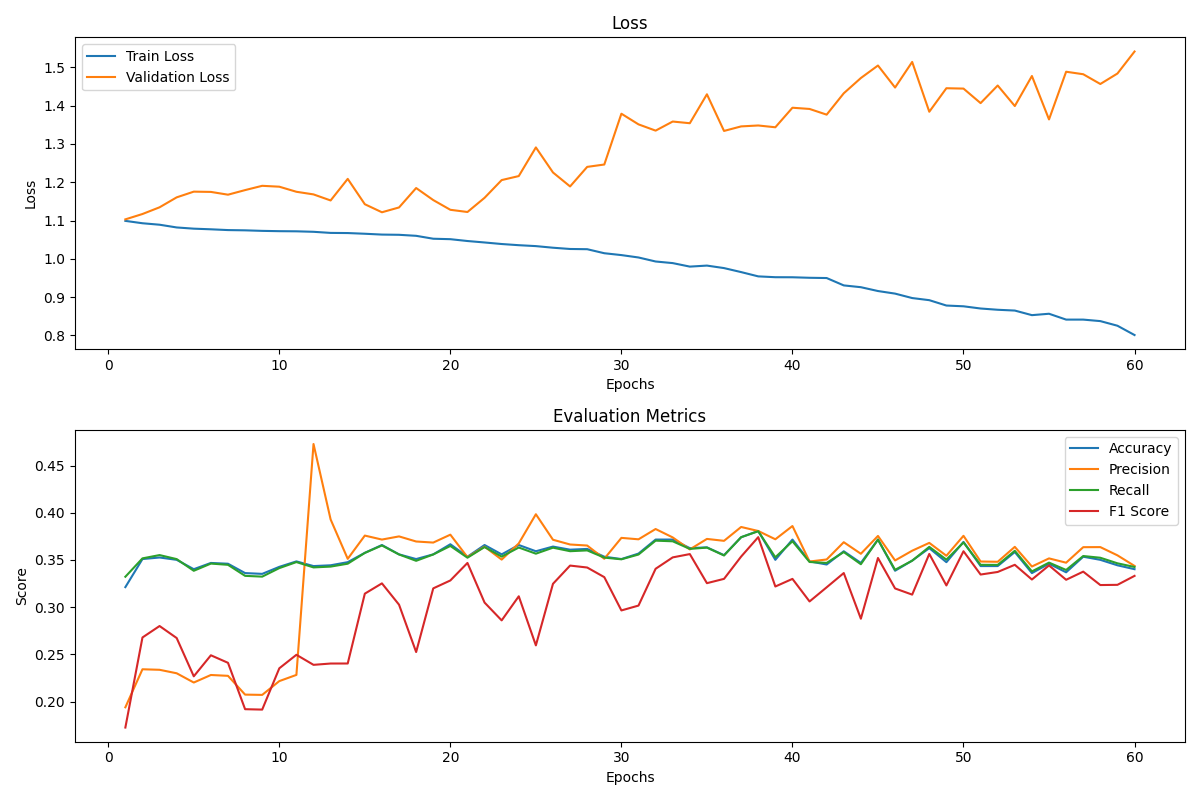 Loss
Train Loss
Validation Loss
Loss
1.5
1.4
1.3
1.2
1.1
1.0
0.9
0.8
0 10 20 30 40 50 60
Epochs
Evaluation Metrics
Accuracy
Precision
Recall
F1 Score
Score
0.45
0.40
0.35
0.30
0.25
0.20
0 10 20 30 40 50 60
Epochs